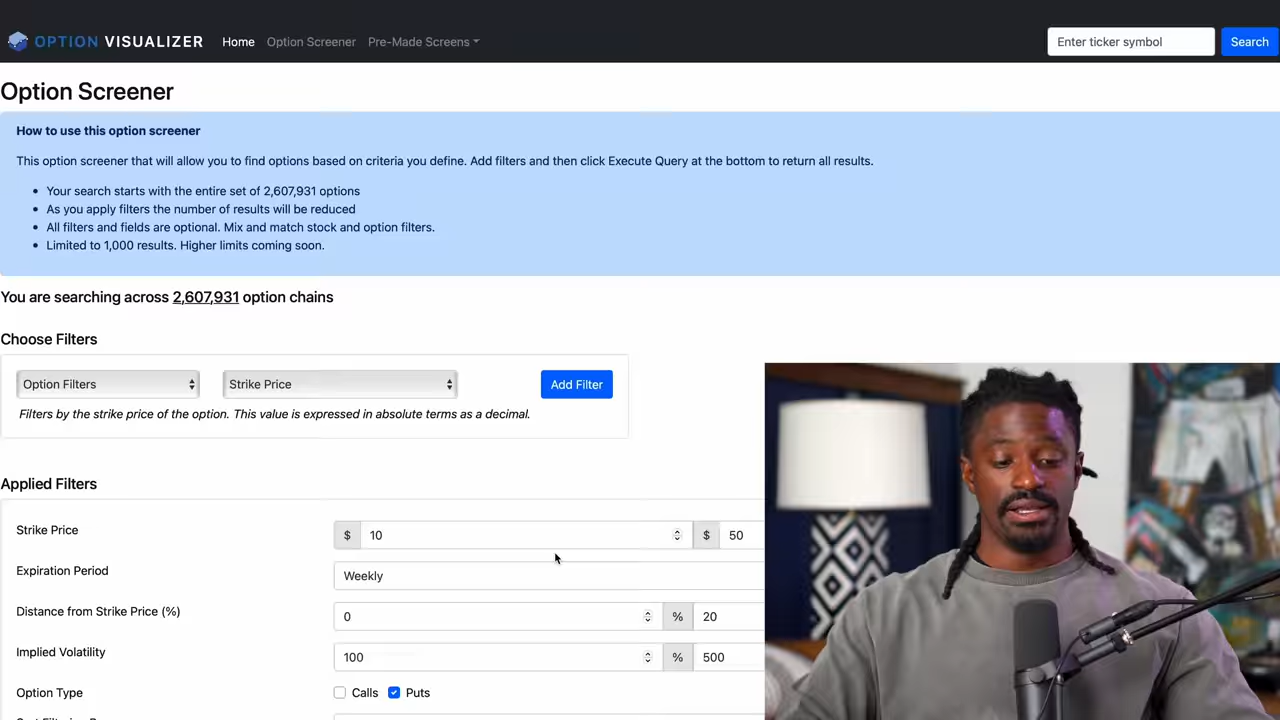 OPTION VISUALIZER Home Option Screener Pre-Made Screens Enter ticker symbol Search
Option Screener
How to use this option screener
This option screener that will allow you to find options based on criteria you define. Add filters and then click Execute Query at the bottom to return all results.
Your search starts with the entire set of 2,607,931 options
As you apply filters the number of results will be reduced
All filters and fields are optional. Mix and match stock and option filters.
Limited to 1,000 results. Higher limits coming soon.
You are searching across 2,607,931 option chains
Choose Filters
Option Filters Strike Price Add Filter
Filters by the strike price of the option. This value is expressed in absolute terms as a decimal.
Applied Filters
Strike Price $ 10 $ 50
Expiration Period Weekly
Distance from Strike Price (%) 0 % 20
Implied Volatility 100 % 500
Option Type Calls Puts